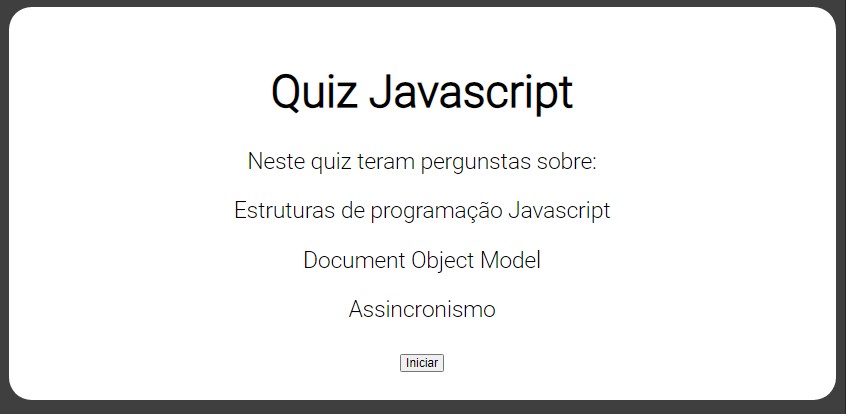 Quiz Javascript
Neste quiz teram pergunstas sobre:
Estruturas de programação Javascript
Document Object Model
Assincronismo
Iniciar